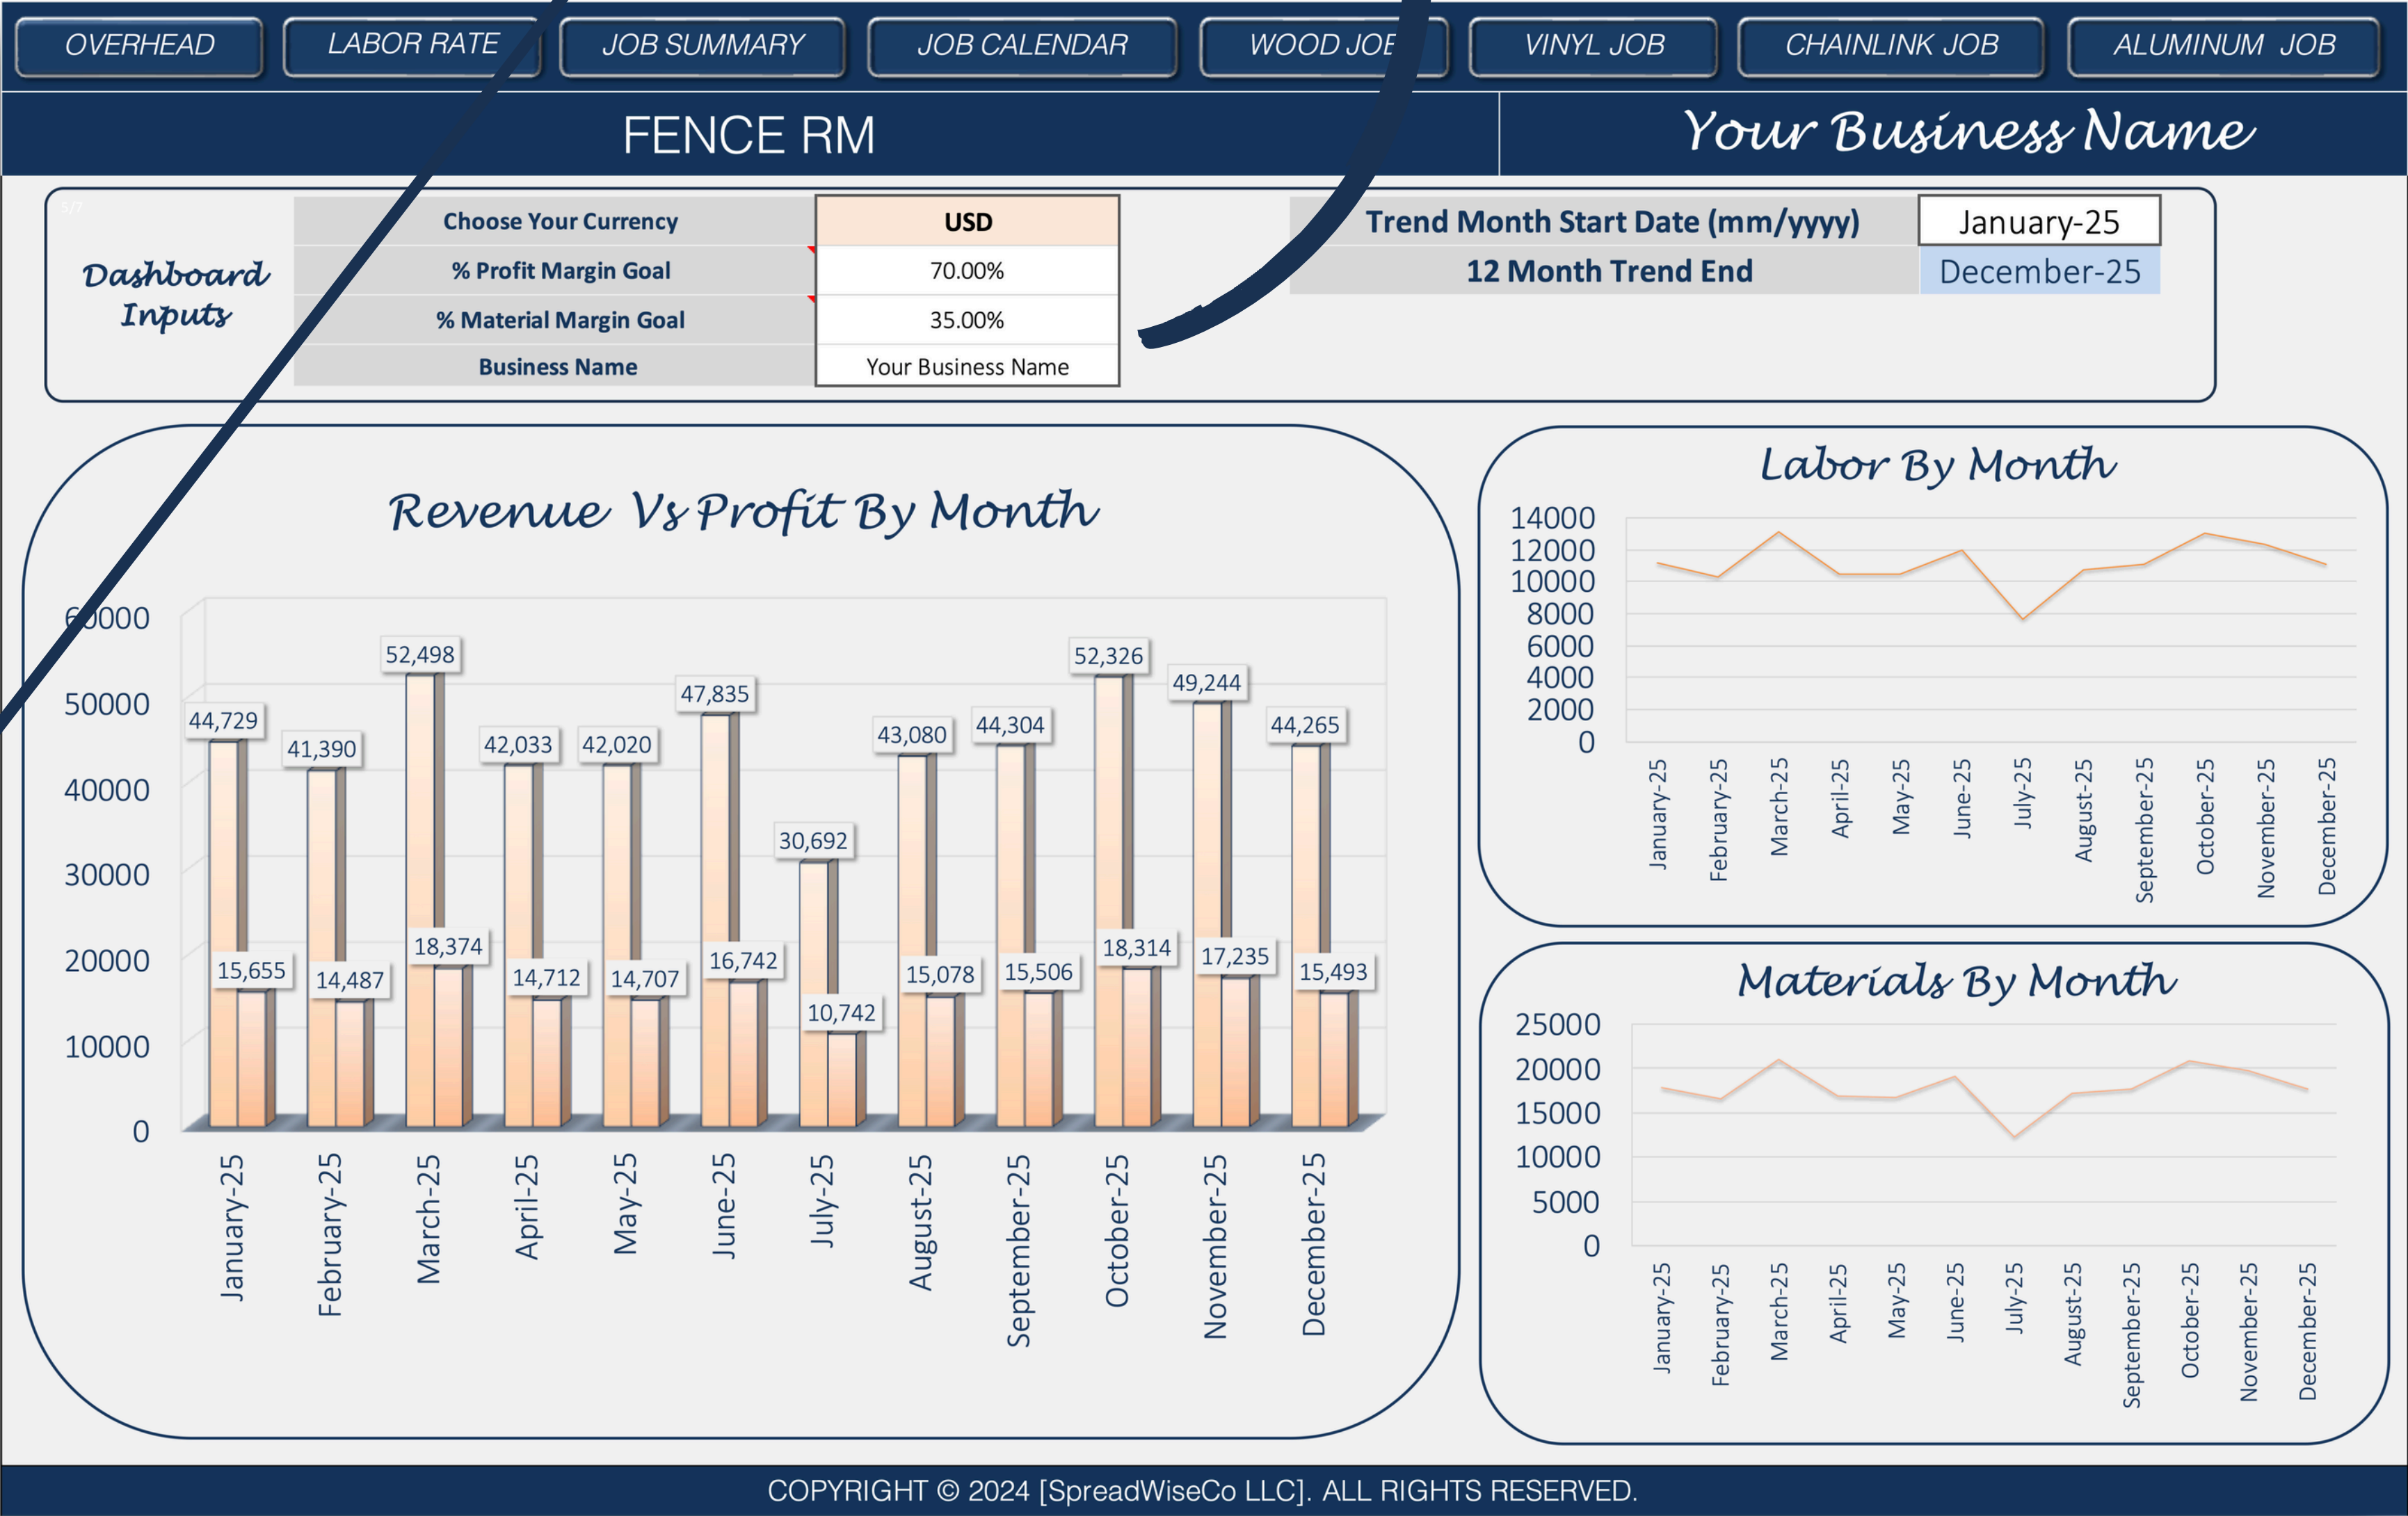 OVERHEAD LABOR RATE JOB SUMMARY JOB CALENDAR WOOD JOB VINYL JOB CHAINLINK JOB ALUMINUM JOB
FENCE RM Your Business Name
5/7
Dashboard
Inputs
Choose Your Currency USD
% Profit Margin Goal 70.00%
% Material Margin Goal 35.00%
Business Name Your Business Name
Trend Month Start Date (mm/yyyy) January-25
12 Month Trend End December-25
Revenue Vs Profit By Month
60000
50000
40000
30000
20000
10000
0
44,729 41,390 52,498 42,033 42,020 47,835 30,692 43,080 44,304 52,326 49,244 44,265
15,655 14,487 18,374 14,712 14,707 16,742 10,742 15,078 15,506 18,314 17,235 15,493
January-25 February-25 March-25 April-25 May-25 June-25 July-25 August-25 September-25 October-25 November-25 December-25
Labor By Month
14000
12000
10000
8000
6000
4000
2000
0
January-25 February-25 March-25 April-25 May-25 June-25 July-25 August-25 September-25 October-25 November-25 December-25
Materials By Month
25000
20000
15000
10000
5000
0
January-25 February-25 March-25 April-25 May-25 June-25 July-25 August-25 September-25 October-25 November-25 December-25
COPYRIGHT © 2024 [SpreadWiseCo LLC]. ALL RIGHTS RESERVED.